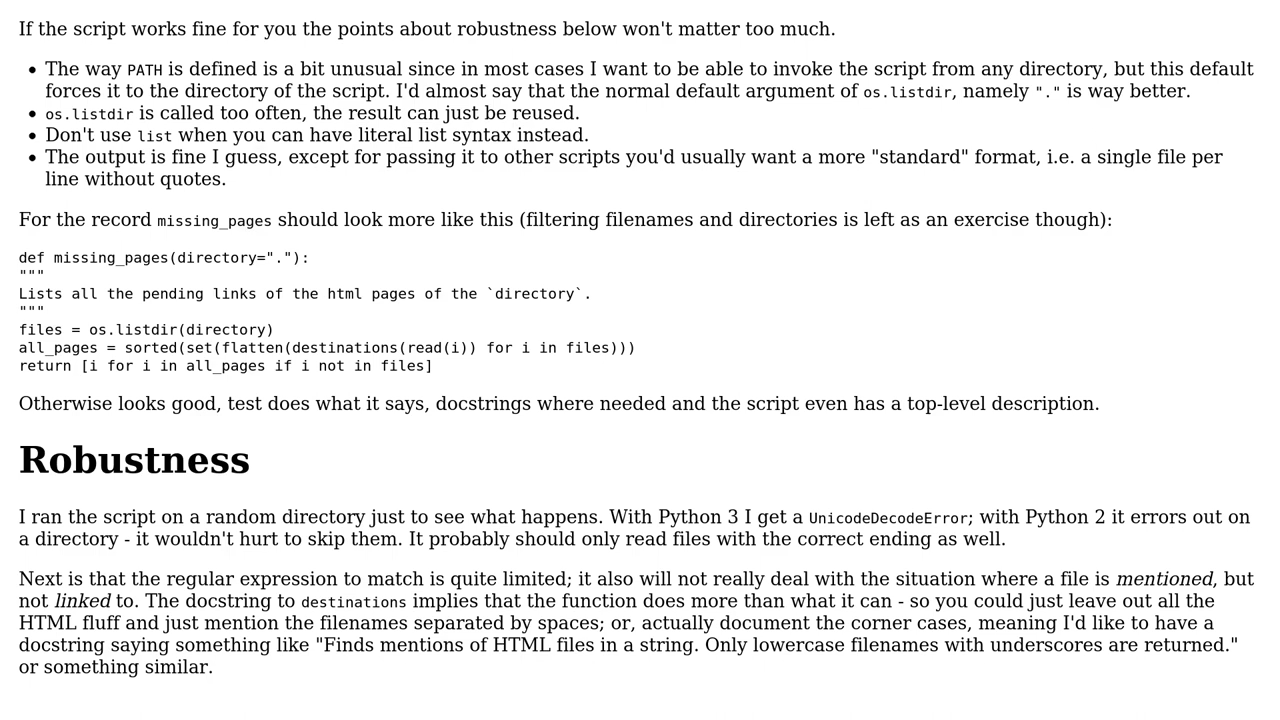 If the script works fine for you the points about robustness below won't matter too much.
• The way PATH is defined is a bit unusual since in most cases I want to be able to invoke the script from any directory, but this default
forces it to the directory of the script. I'd almost say that the normal default argument of os.listdir, namely "." is way better.
• os.listdir is called too often, the result can just be reused.
• Don't use list when you can have literal list syntax instead.
• The output is fine I guess, except for passing it to other scripts you'd usually want a more "standard" format, i.e. a single file per
line without quotes.
For the record missing_pages should look more like this (filtering filenames and directories is left as an exercise though):
def missing_pages(directory="."):
"""
Lists all the pending links of the html pages of the `directory`.
"""
files = os.listdir(directory)
all_pages = sorted(set(flatten(destinations(read(i)) for i in files)))
return [i for i in all_pages if i not in files]
Otherwise looks good, test does what it says, docstrings where needed and the script even has a top-level description.
Robustness
I ran the script on a random directory just to see what happens. With Python 3 I get a UnicodeDecodeError; with Python 2 it errors out on
a directory - it wouldn't hurt to skip them. It probably should only read files with the correct ending as well.
Next is that the regular expression to match is quite limited; it also will not really deal with the situation where a file is mentioned, but
not linked to. The docstring to destinations implies that the function does more than what it can - so you could just leave out all the
HTML fluff and just mention the filenames separated by spaces; or, actually document the corner cases, meaning I'd like to have a
docstring saying something like "Finds mentions of HTML files in a string. Only lowercase filenames with underscores are returned."
or something similar.